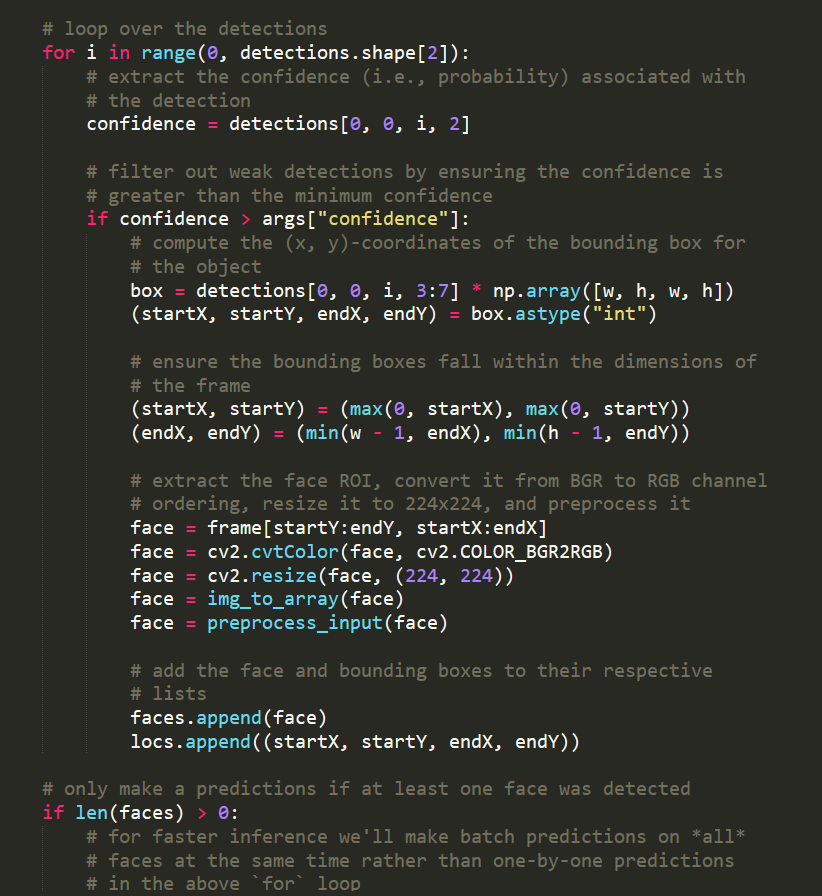 # loop over the detections
for i in range(0, detections.shape[2]):
    # extract the confidence (i.e., probability) associated with
    # the detection
    confidence = detections[0, 0, i, 2]

    # filter out weak detections by ensuring the confidence is
    # greater than the minimum confidence
    if confidence > args["confidence"]:
        # compute the (x, y)-coordinates of the bounding box for
        # the object
        box = detections[0, 0, i, 3:7] * np.array([w, h, w, h])
        (startX, startY, endX, endY) = box.astype("int")

        # ensure the bounding boxes fall within the dimensions of
        # the frame
        (startX, startY) = (max(0, startX), max(0, startY))
        (endX, endY) = (min(w - 1, endX), min(h - 1, endY))

        # extract the face ROI, convert it from BGR to RGB channel
        # ordering, resize it to 224x224, and preprocess it
        face = frame[startY:endY, startX:endX]
        face = cv2.cvtColor(face, cv2.COLOR_BGR2RGB)
        face = cv2.resize(face, (224, 224))
        face = img_to_array(face)
        face = preprocess_input(face)

        # add the face and bounding boxes to their respective
        # lists
        faces.append(face)
        locs.append((startX, startY, endX, endY))

# only make a predictions if at least one face was detected
if len(faces) > 0:
    # for faster inference we'll make batch predictions on *all*
    # faces at the same time rather than one-by-one predictions
    # in the above `for` loop